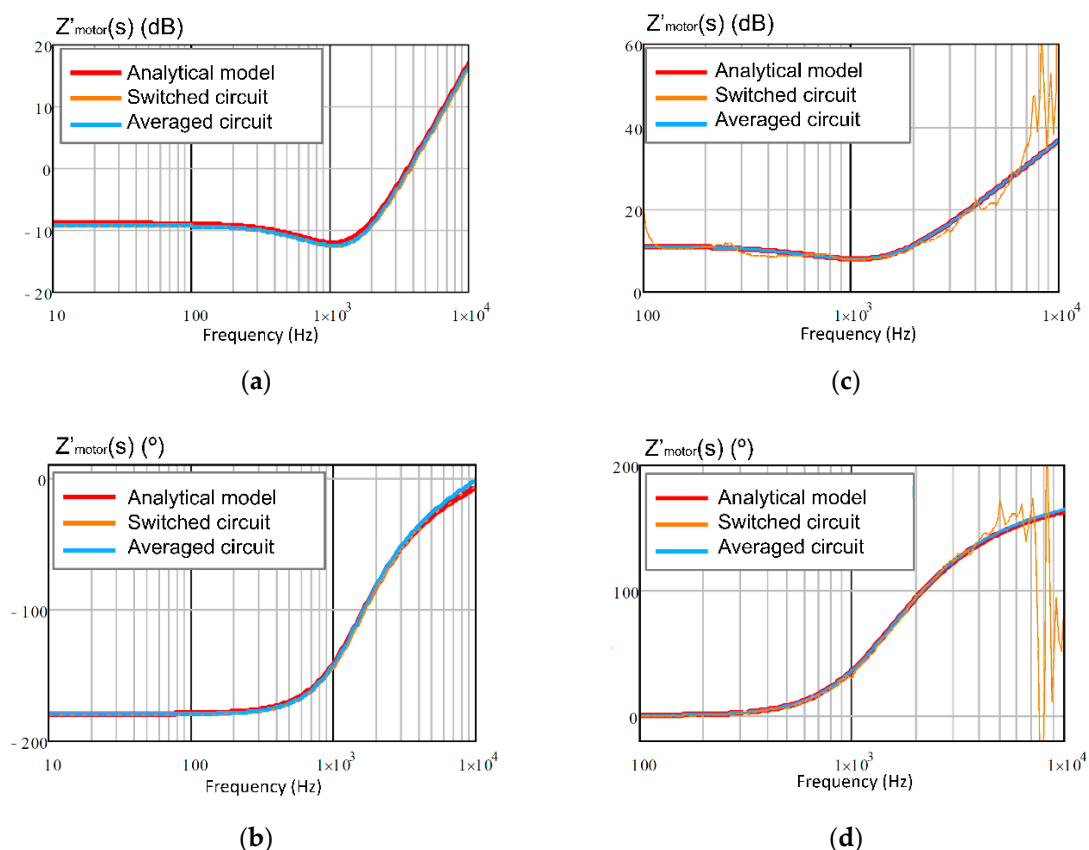 Z'motor(s) (dB)
20
10
0
- 10
- 20
Analytical model
Switched circuit
Averaged circuit
10
100
1×10³
1×10⁴
Frequency (Hz)
(a)
Z'motor(s) (dB)
60
40
20
0
Analytical model
Switched circuit
Averaged circuit
100
1×10³
1×10⁴
Frequency (Hz)
(c)
Z'motor(s) (º)
0
- 100
- 200
Analytical model
Switched circuit
Averaged circuit
10
100
1×10³
1×10⁴
Frequency (Hz)
(b)
Z'motor(s) (º)
200
100
0
Analytical model
Switched circuit
Averaged circuit
100
1×10³
1×10⁴
Frequency (Hz)
(d)